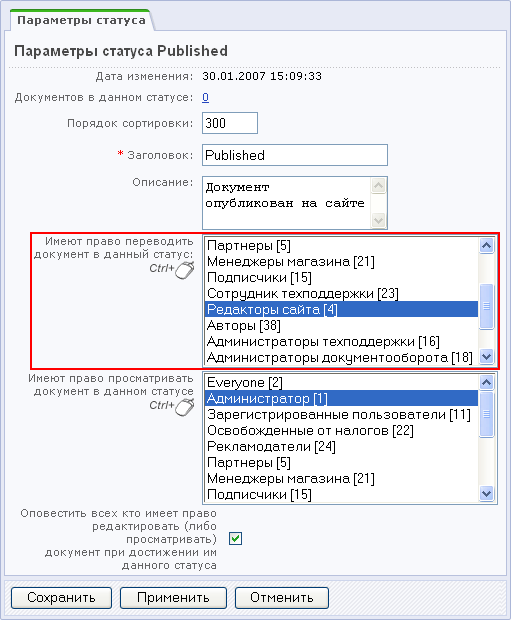 Параметры статуса
Параметры статуса Published
Дата изменения: 30.01.2007 15:09:33
Документов в данном статусе: 0
Порядок сортировки: 300
* Заголовок: Published
Описание: Документ
опубликован на сайте
Имеют право переводить
документ в данный статус:
Ctrl+
Партнеры [5]
Менеджеры магазина [21]
Подписчики [15]
Сотрудник техподдержки [23]
Редакторы сайта [4]
Авторы [38]
Администраторы техподдержки [16]
Администраторы документооборота [18]
Имеют право просматривать
документ в данном статусе
Ctrl+
Everyone [2]
Администратор [1]
Зарегистрированные пользователи [11]
Освобожденные от налогов [22]
Рекламодатели [24]
Партнеры [5]
Менеджеры магазина [21]
Подписчики [15]
Оповестить всех кто имеет право
редактировать (либо
просматривать)
документ при достижении им
данного статуса
Сохранить Применить Отменить